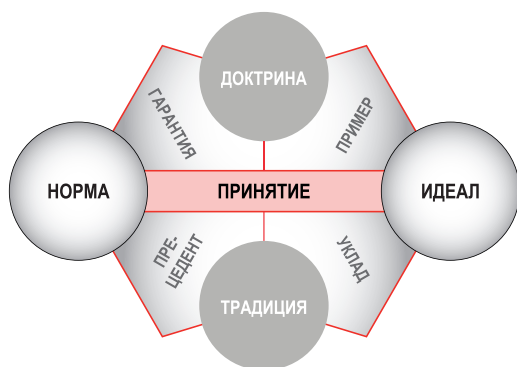 ДОКТРИНА
ГАРАНТИЯ
ПРИМЕР
НОРМА
ПРИНЯТИЕ
ИДЕАЛ
ПРЕ-
ЦЕДЕНТ
УКЛАД
ТРАДИЦИЯ